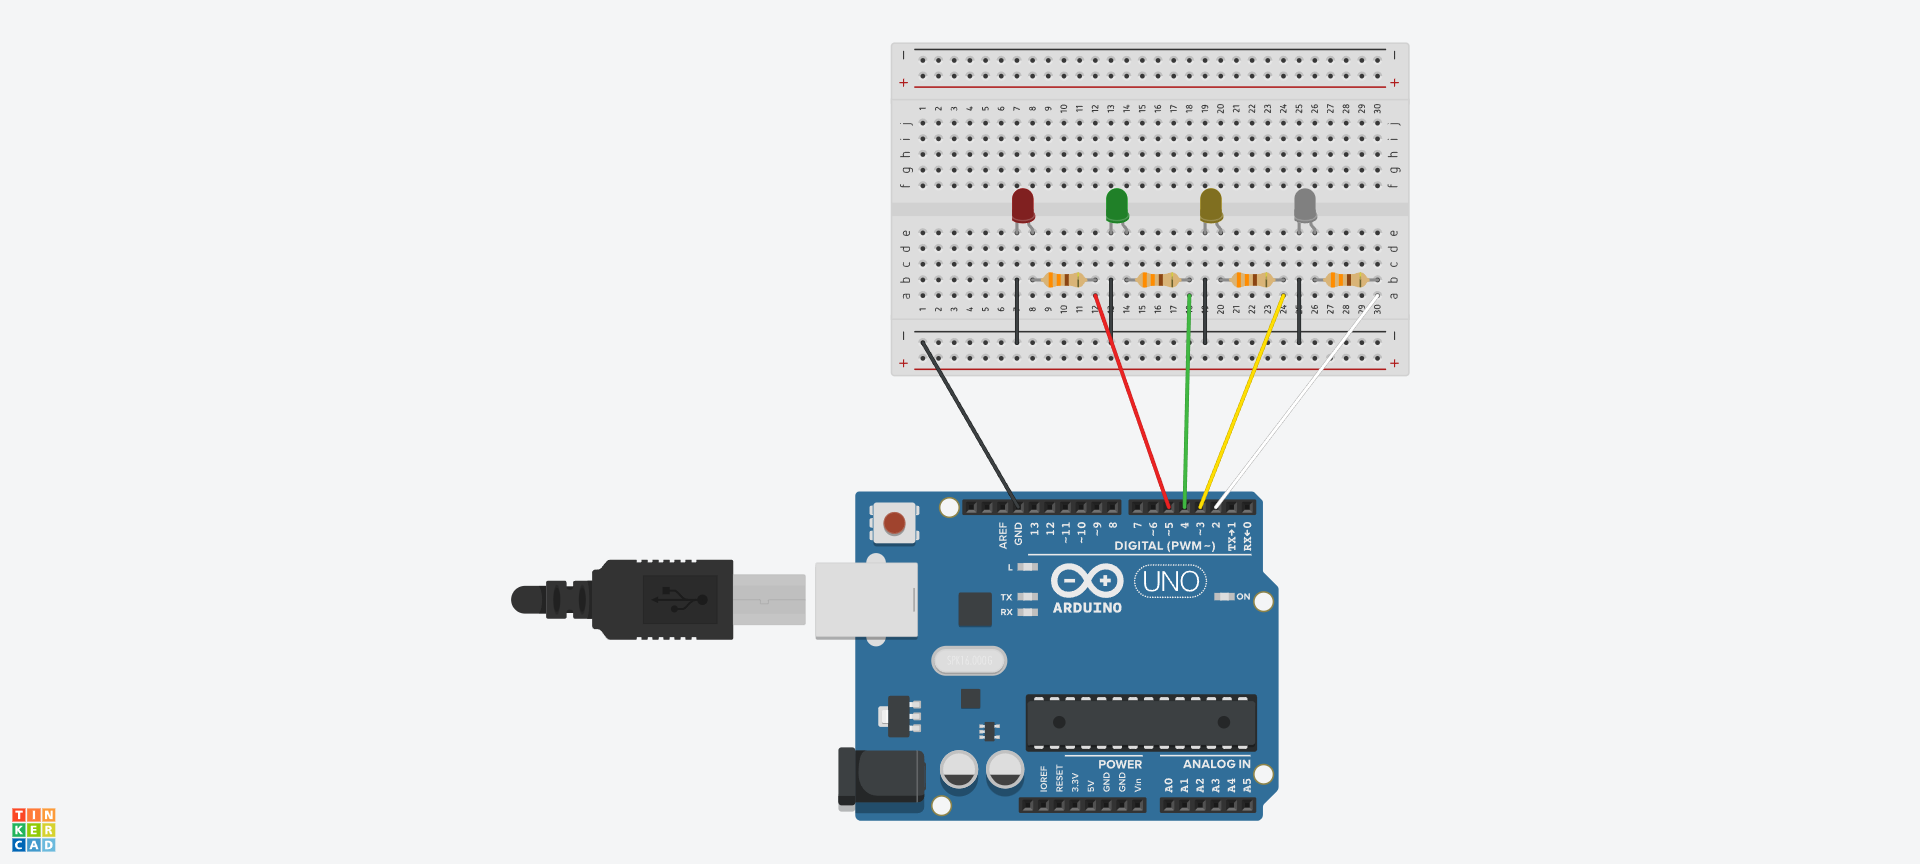 − −
+ +
1 2 3 4 5 6 7 8 9 10 11 12 13 14 15 16 17 18 19 20 21 22 23 24 25 26 27 28 29 30
j j
i i
h h
g g
f f
e e
d d
c c
b b
a a
1 2 3 4 5 6 7 8 9 10 11 12 14 15 16 17 19 20 21 22 23 24 26 27 28 29 30
− −
+ +
AREF GND 13 12 ~11 ~10 ~9 8 7 ~6 ~5 4 ~3 2 TX→1 RX←0
DIGITAL (PWM ~)
L
TX
RX
UNO
ON
ARDUINO
POWER ANALOG IN
IOREF RESET 3.3V 5V GND GND Vin A0 A1 A2 A3 A4 A5
TIN
KER
CAD